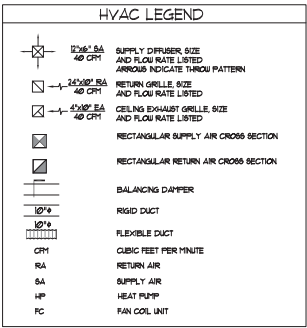 HVAC LEGEND
12"x6" SA
40 CFM
SUPPLY DIFFUSER, SIZE
AND FLOW RATE LISTED
ARROWS INDICATE THROW PATTERN
24"x10" RA
40 CFM
RETURN GRILLE, SIZE
AND FLOW RATE LISTED
4"x10" EA
40 CFM
CEILING EXHAUST GRILLE, SIZE
AND FLOW RATE LISTED
RECTANGULAR SUPPLY AIR CROSS SECTION
RECTANGULAR RETURN AIR CROSS SECTION
BALANCING DAMPER
10"ϕ RIGID DUCT
10"ϕ
FLEXIBLE DUCT
CFM CUBIC FEET PER MINUTE
RA RETURN AIR
SA SUPPLY AIR
HP HEAT PUMP
FC FAN COIL UNIT